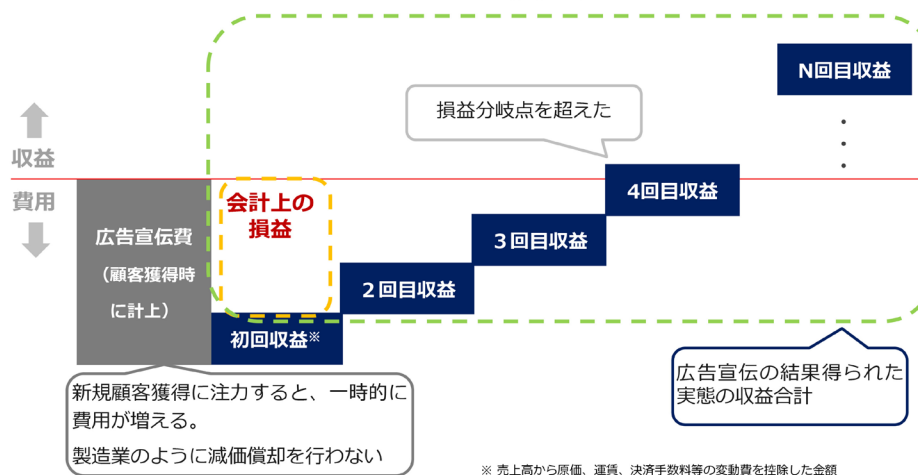 N回目収益
損益分岐点を超えた
収益
費用
会計上の
損益
4回目収益
広告宣伝費
(顧客獲得時
に計上)
3回目収益
2回目収益
初回収益※
新規顧客獲得に注力すると、一時的に
費用が増える。
製造業のように減価償却を行わない
広告宣伝の結果得られた
実態の収益合計
※ 売上高から原価、運賃、決済手数料等の変動費を控除した金額